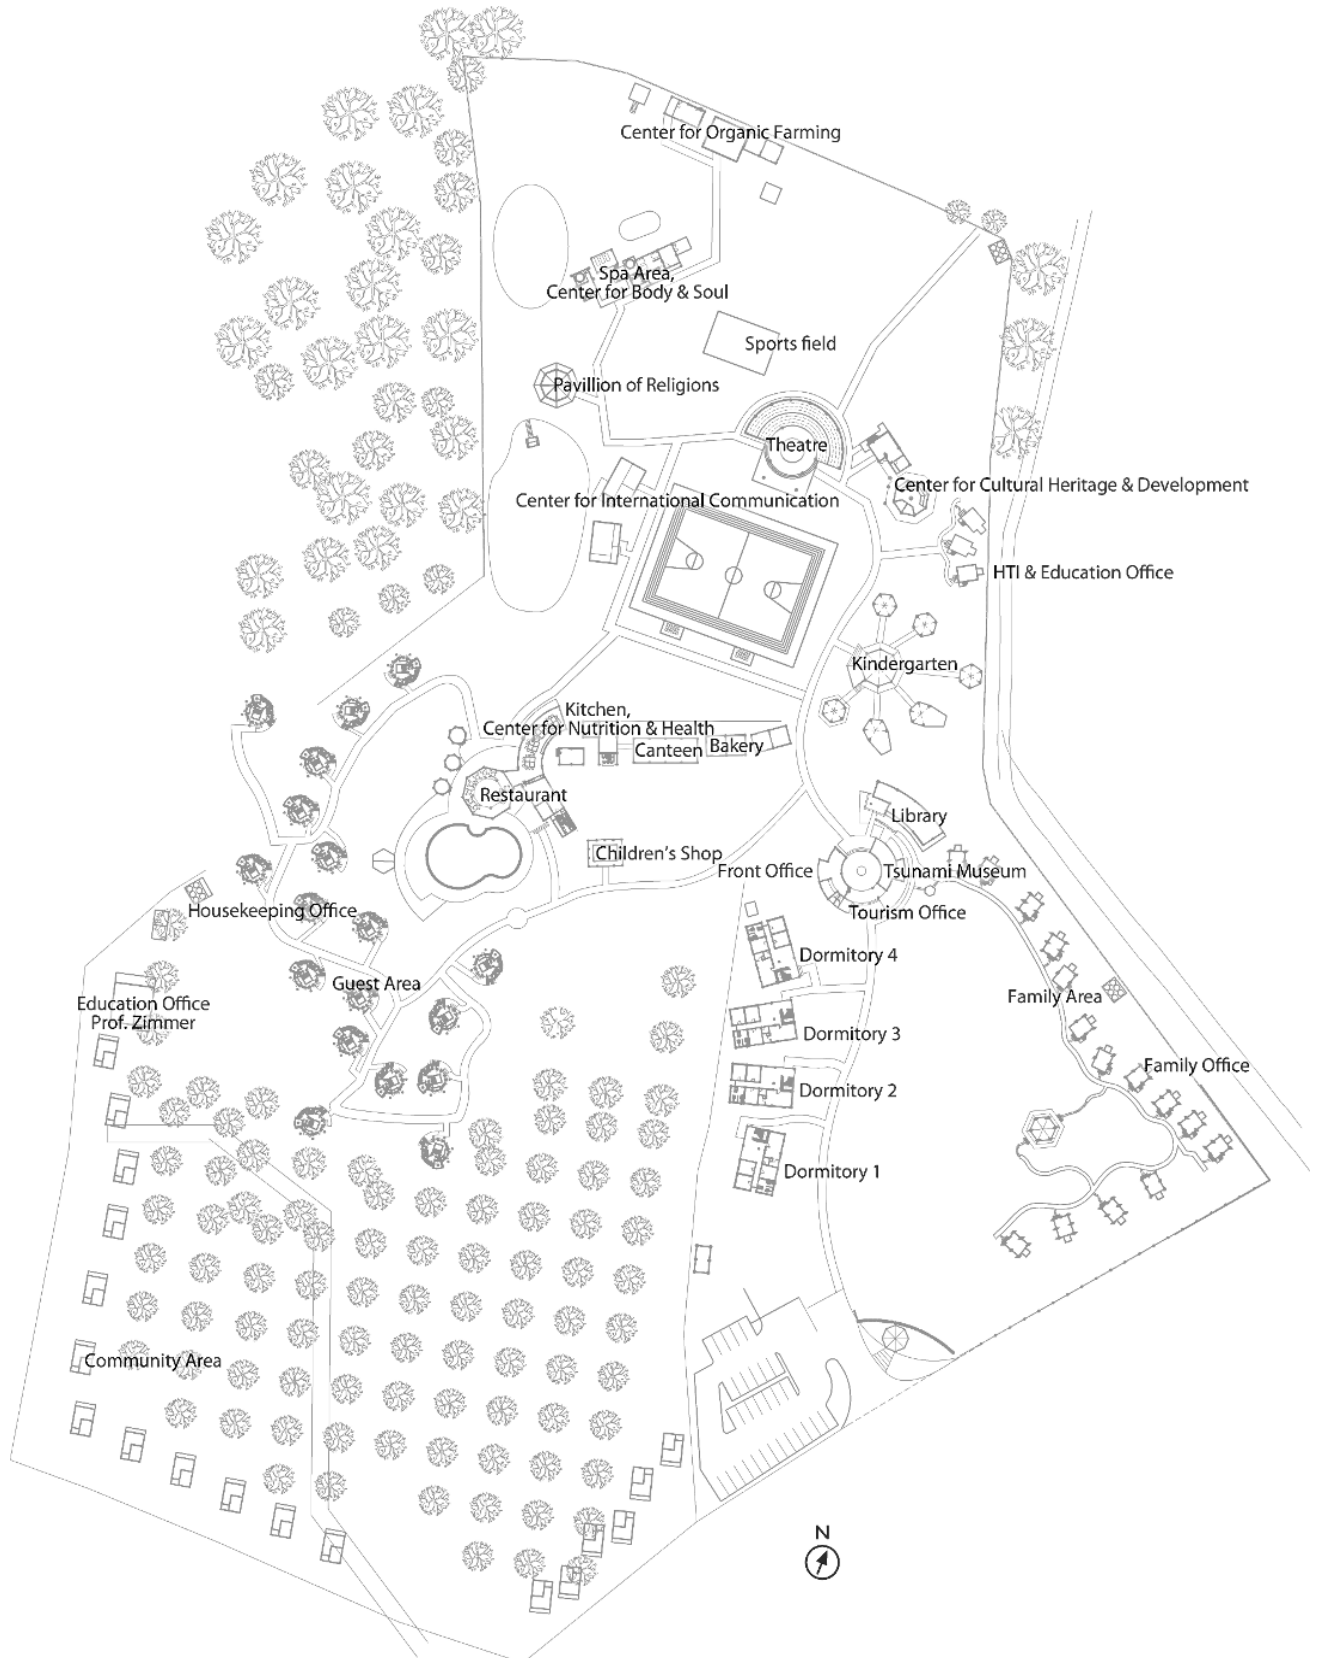 Center for Organic Farming
Spa Area,
Center for Body & Soul
Sports field
Pavillion of Religions
Theatre
Center for Cultural Heritage & Development
Center for International Communication
HTI & Education Office
Kindergarten
Kitchen,
Center for Nutrition & Health
Canteen
Bakery
Restaurant
Library
Children's Shop
Front Office
Tsunami Museum
Housekeeping Office
Tourism Office
Dormitory 4
Guest Area
Family Area
Education Office
Prof. Zimmer
Dormitory 3
Family Office
Dormitory 2
Dormitory 1
Community Area
N